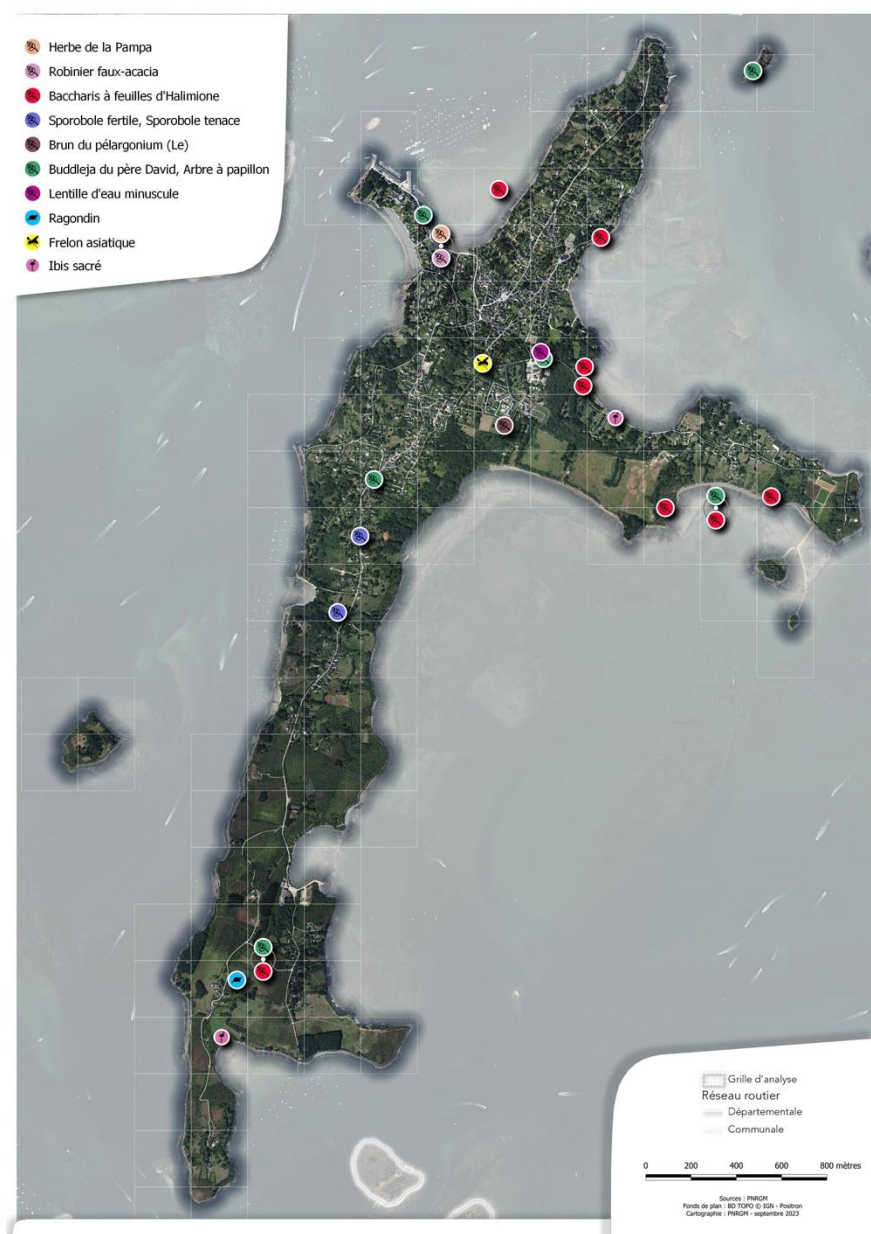 Herbe de la Pampa
Robinier faux-acacia
Baccharis à feuilles d'Halimione
Sporobole fertile, Sporobole tenace
Brun du pélargonium (Le)
Buddleja du père David, Arbre à papillon
Lentille d'eau minuscule
Ragondin
Frelon asiatique
Ibis sacré
Grille d'analyse
Réseau routier
Départementale
Communale
0 200 400 600 800 mètres
Sources : PNRGM
Fonds de plan : BD TOPO © IGN - Positron
Cartographie : PNRGM - septembre 2023